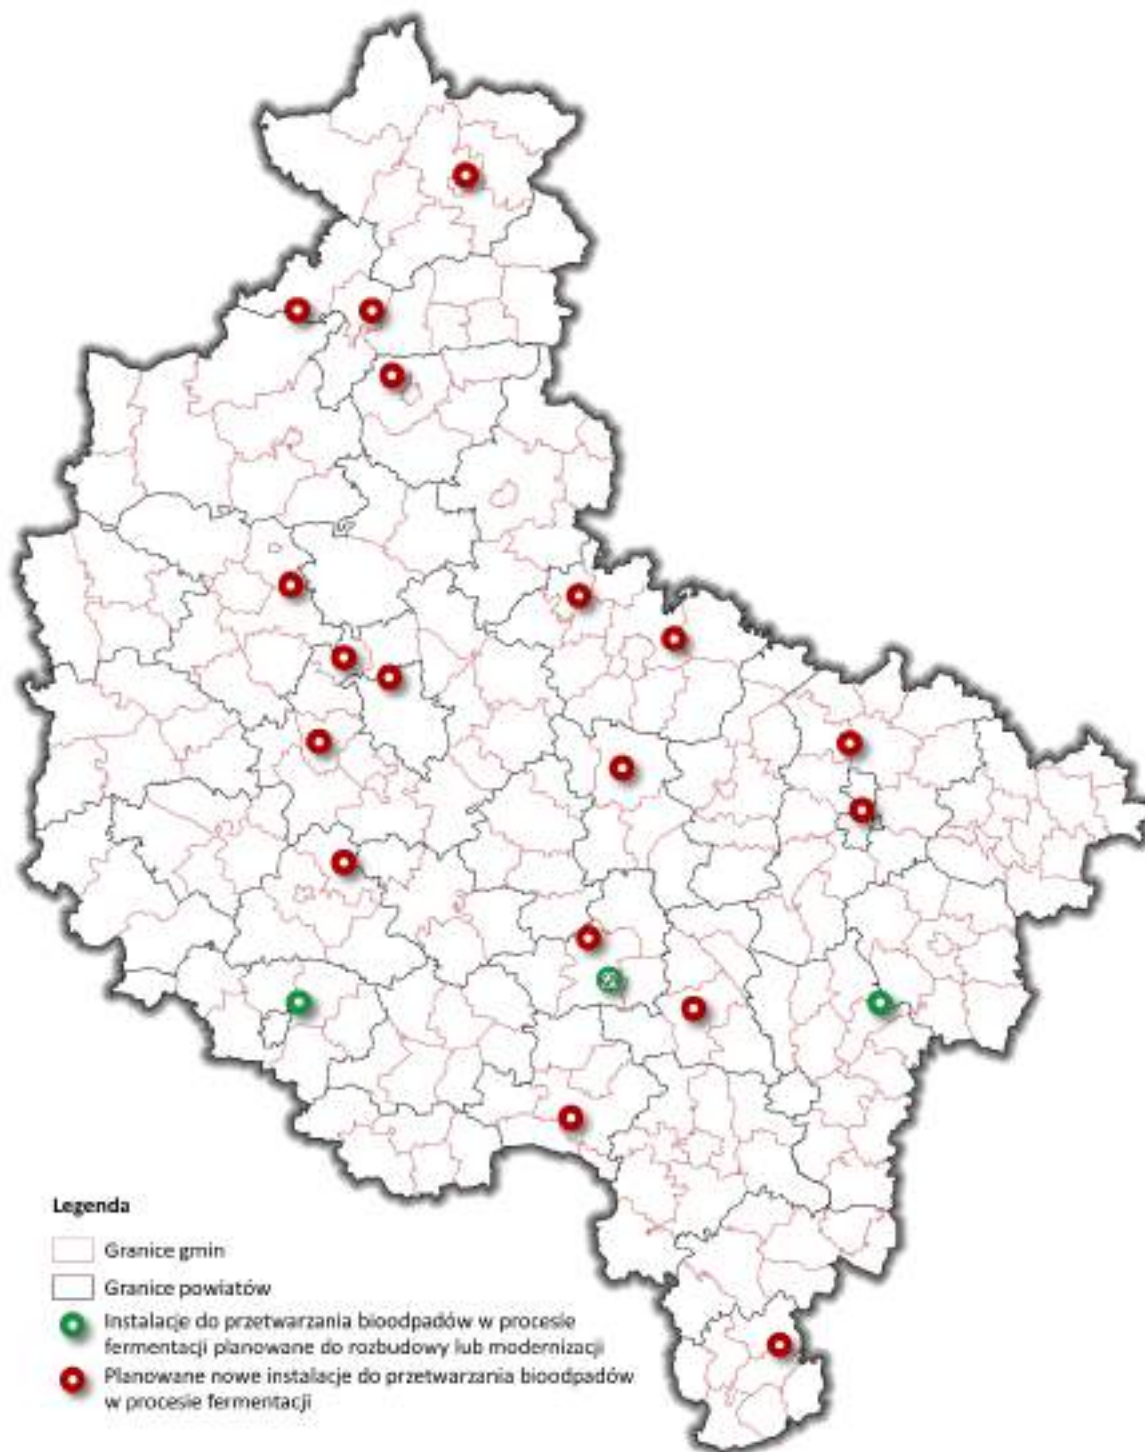 Legenda
Granice gmin
Granice powiatów
Instalacje do przetwarzania bioodpadów w procesie
fermentacji planowane do rozbudowy lub modernizacji
Planowane nowe instalacje do przetwarzania bioodpadów
w procesie fermentacji